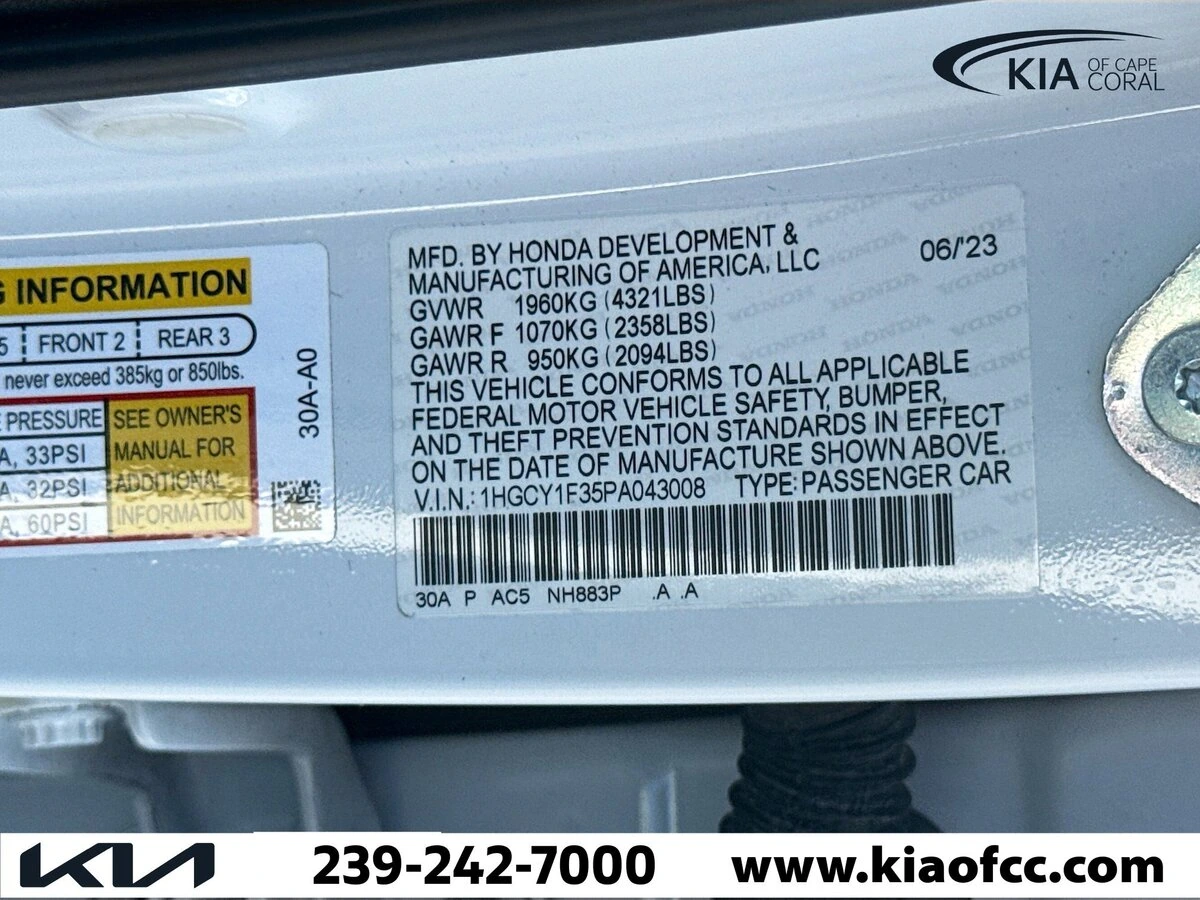 KIA OF CAPE CORAL
G INFORMATION
5 FRONT 2 REAR 3
never exceed 385kg or 850lbs.
E PRESSURE
A, 33PSI
A, 32PSI
A, 60PSI
SEE OWNER'S
MANUAL FOR
ADDITIONAL
INFORMATION
30A-A0
MFD. BY HONDA DEVELOPMENT & 06/'23
MANUFACTURING OF AMERICA, LLC
GVWR 1960KG (4321LBS)
GAWR F 1070KG (2358LBS)
GAWR R 950KG (2094LBS)
THIS VEHICLE CONFORMS TO ALL APPLICABLE
FEDERAL MOTOR VEHICLE SAFETY, BUMPER,
AND THEFT PREVENTION STANDARDS IN EFFECT
ON THE DATE OF MANUFACTURE SHOWN ABOVE.
V.I.N.: 1HGCY1F35PA043008 TYPE: PASSENGER CAR
30A P AC5 NH883P .A .A
KIA 239-242-7000 www.kiaofcc.com